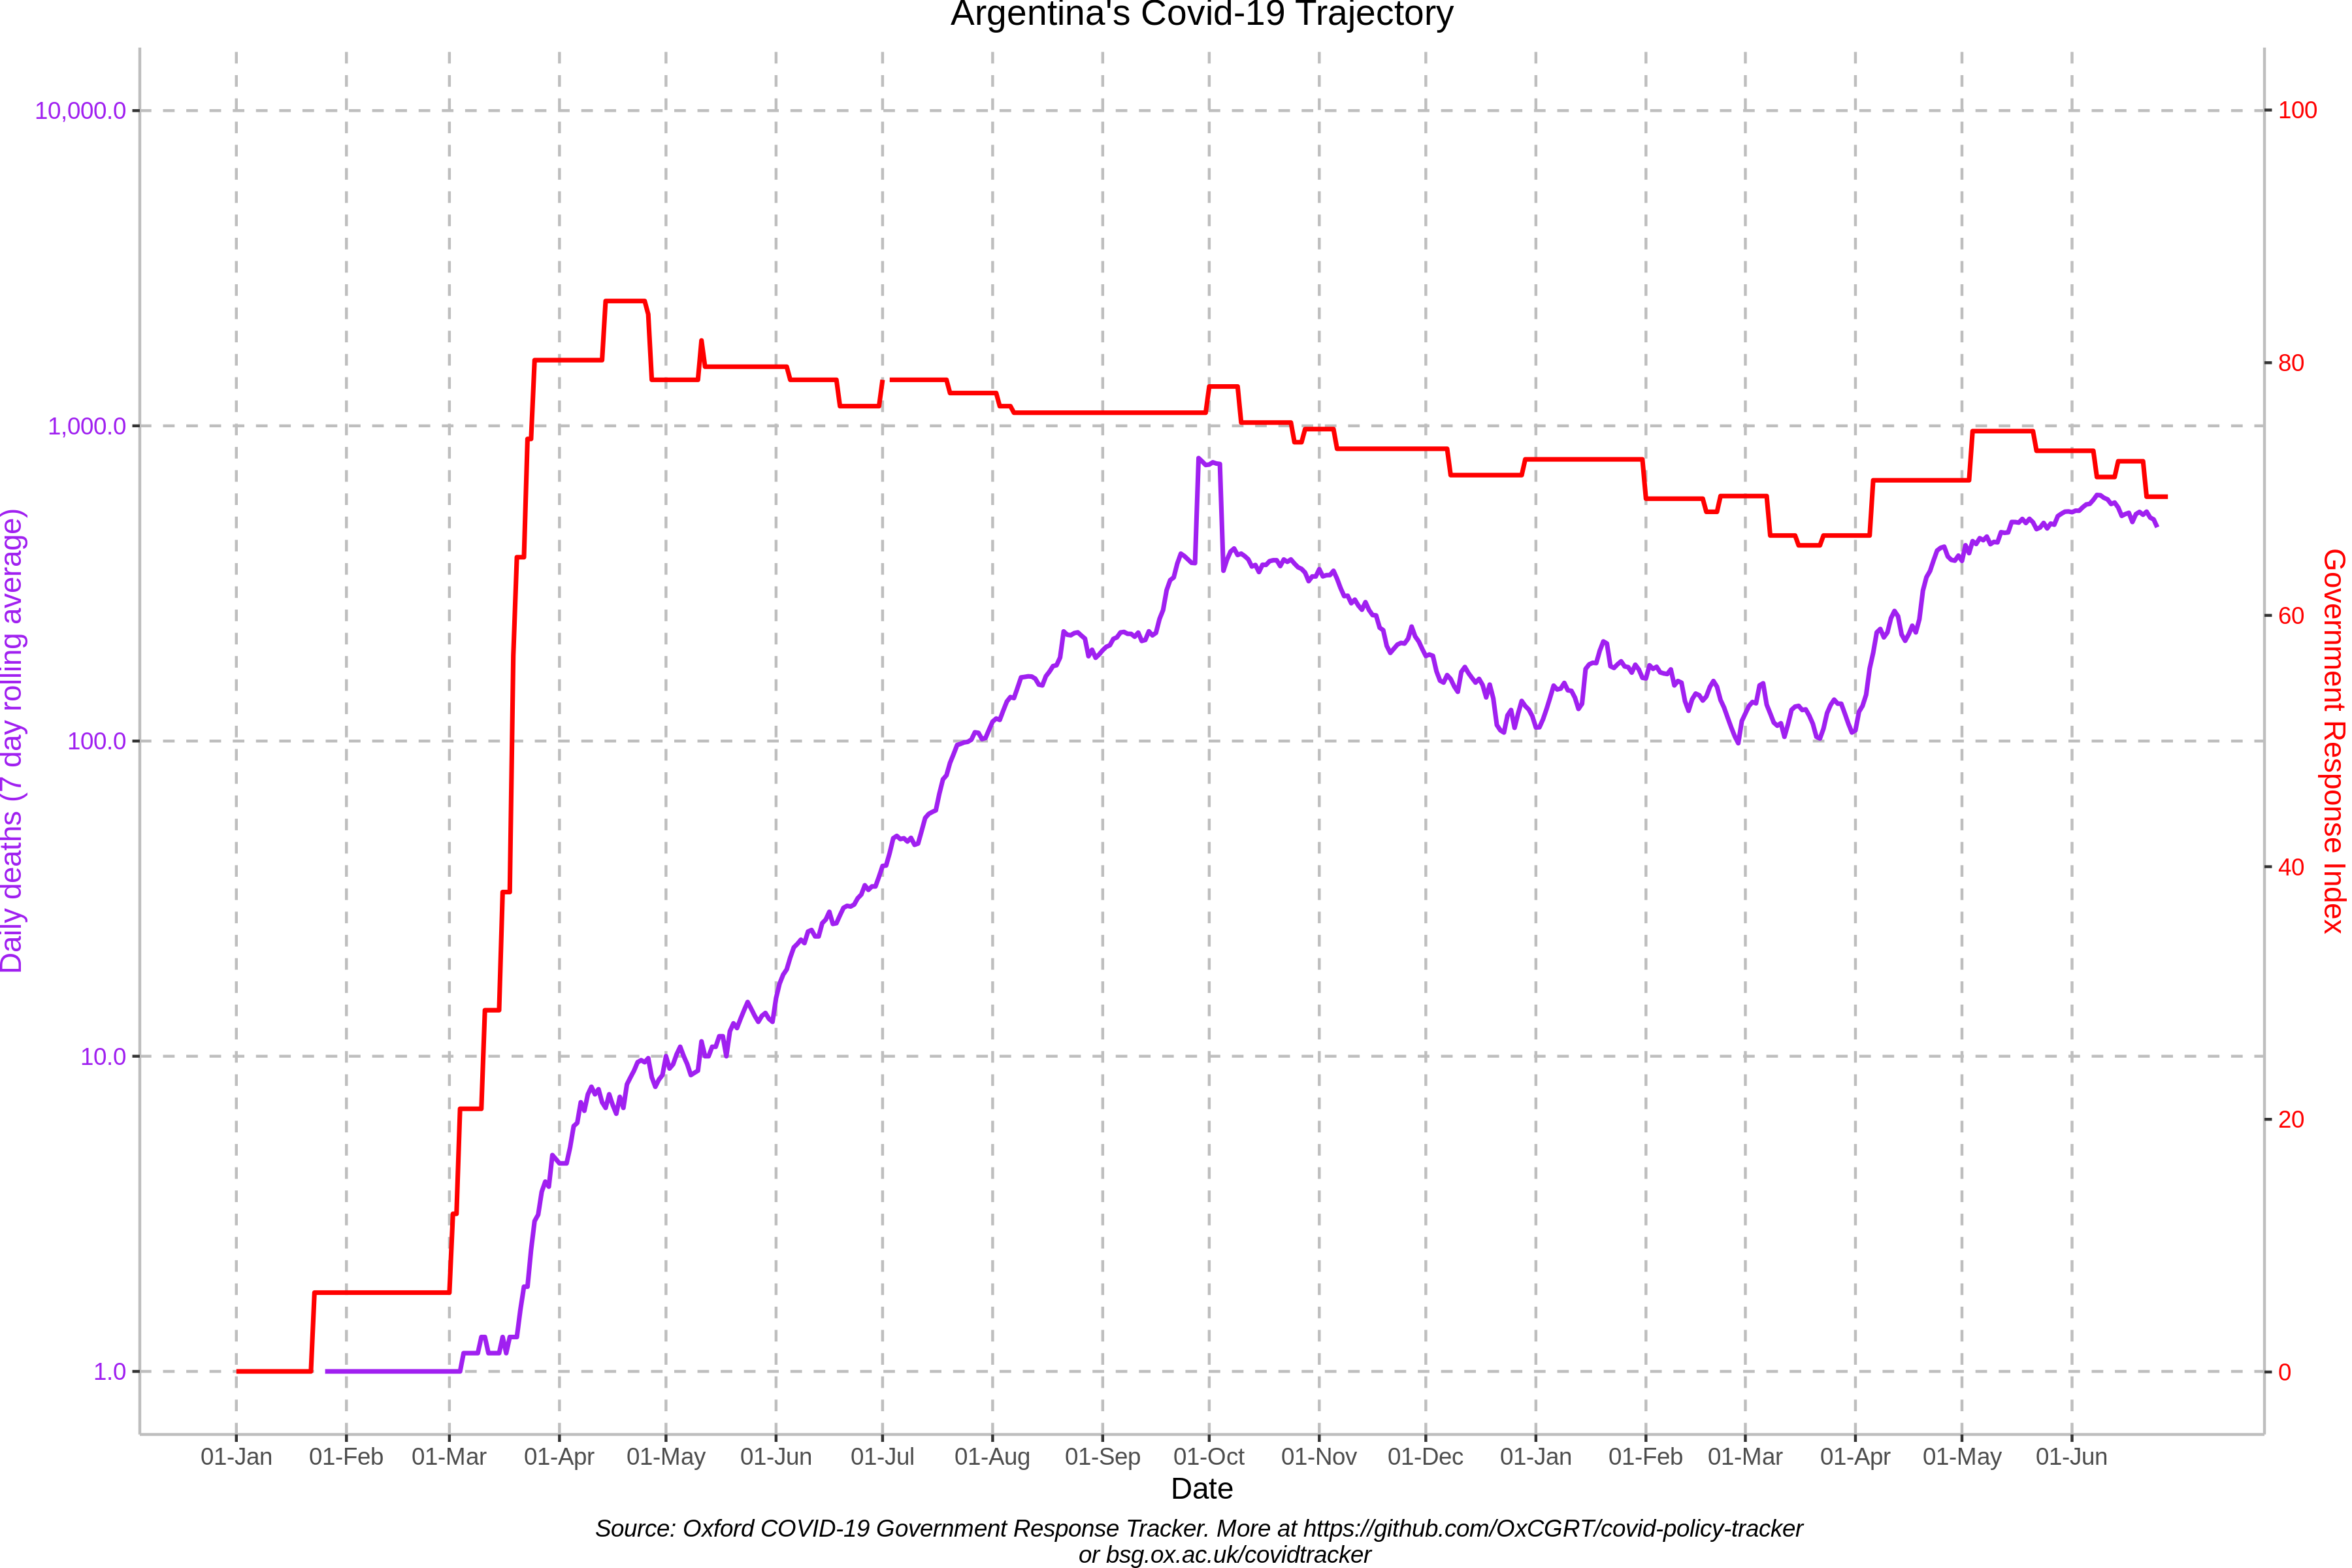 Argentina's Covid-19 Trajectory
10,000.0
1,000.0
100.0
10.0
1.0
Daily deaths (7 day rolling average)
100
80
60
40
20
0
Government Response Index
01-Jan 01-Feb 01-Mar 01-Apr 01-May 01-Jun 01-Jul 01-Aug 01-Sep 01-Oct 01-Nov 01-Dec 01-Jan 01-Feb 01-Mar 01-Apr 01-May 01-Jun
Date
Source: Oxford COVID-19 Government Response Tracker. More at https://github.com/OxCGRT/covid-policy-tracker
or bsg.ox.ac.uk/covidtracker